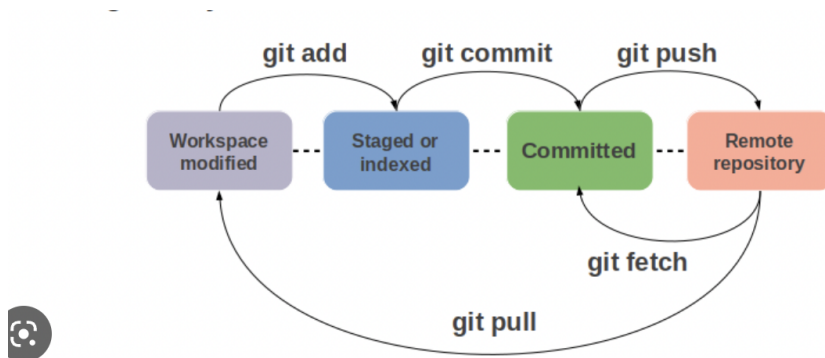 git add
git commit
git push
Workspace
modified
Staged or
indexed
Committed
Remote
repository
git fetch
git pull